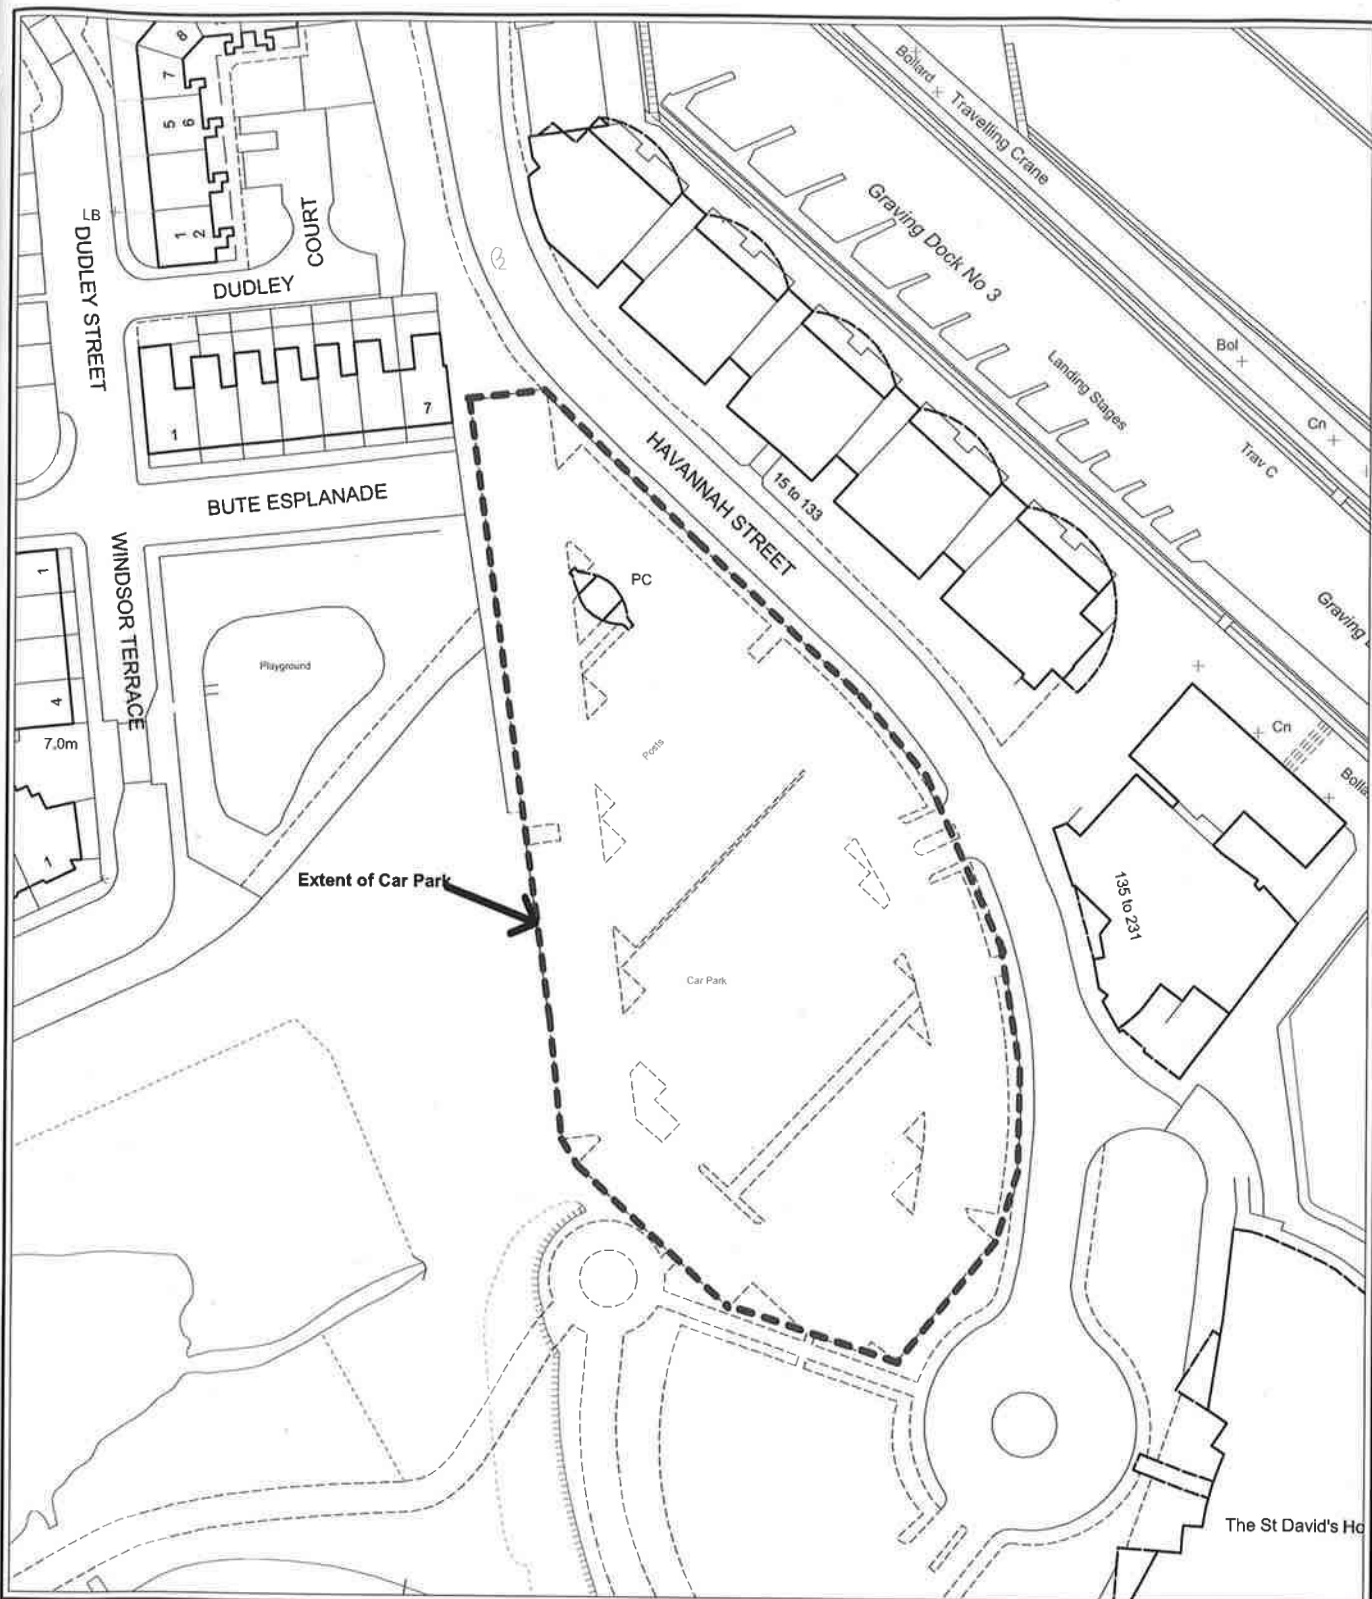 8
7
5
6
1
2
LB
DUDLEY STREET
DUDLEY
COURT
1
7
BUTE ESPLANADE
WINDSOR TERRACE
1
4
7.0m
1
Playground
Bollard
Travelling Crane
Graving Dock No 3
Landing Stages
Bol
Cn
Trav C
Graving
HAVANNAH STREET
15 to 133
PC
Posts
Cn
135 to 231
Extent of Car Park
Car Park
The St David's Ho